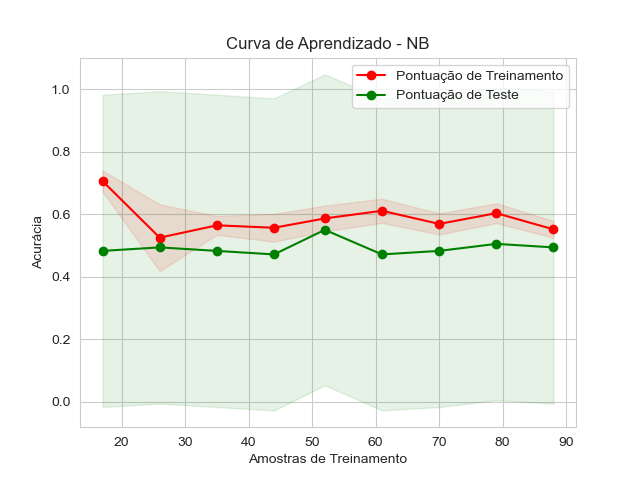 Curva de Aprendizado - NB
Pontuação de Treinamento
Pontuação de Teste
Acurácia
1.0
0.8
0.6
0.4
0.2
0.0
20 30 40 50 60 70 80 90
Amostras de Treinamento